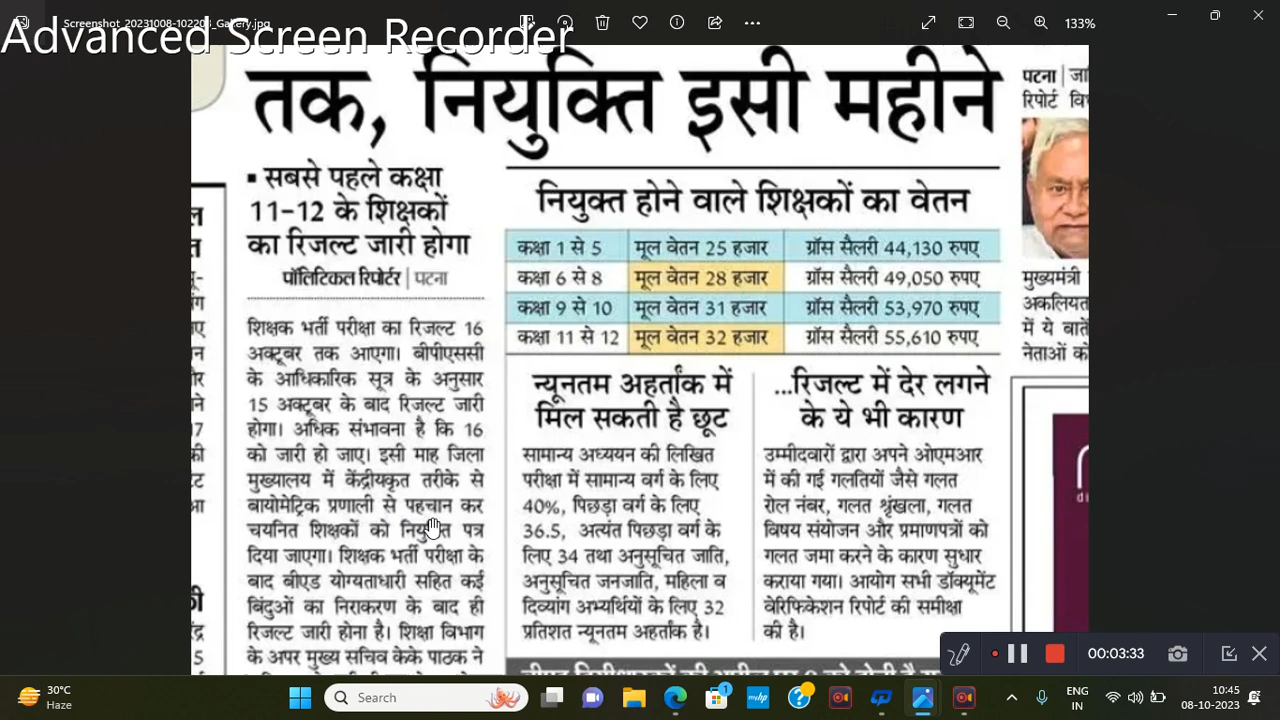 Screenshot_20231008-102203_Gallery.jpg
133%
Advanced Screen Recorder
तक, नियुक्ति इसी महीने
▪ सबसे पहले कक्षा
11-12 के शिक्षकों
का रिजल्ट जारी होगा
पॉलिटिकल रिपोर्टर | पटना
शिक्षक भर्ती परीक्षा का रिजल्ट 16
अक्टूबर तक आएगा। बीपीएससी
के आधिकारिक सूत्र के अनुसार
15 अक्टूबर के बाद रिजल्ट जारी
होगा। अधिक संभावना है कि 16
को जारी हो जाए। इसी माह जिला
मुख्यालय में केंद्रीयकृत तरीके से
बायोमेट्रिक प्रणाली से पहचान कर
चयनित शिक्षकों को नियुक्ति पत्र
दिया जाएगा। शिक्षक भर्ती परीक्षा के
बाद बीएड योग्यताधारी सहित कई
बिंदुओं का निराकरण के बाद ही
रिजल्ट जारी होना है। शिक्षा विभाग
के अपर मुख्य सचिव केके पाठक ने
नियुक्त होने वाले शिक्षकों का वेतन
कक्षा 1 से 5 मूल वेतन 25 हजार ग्रॉस सैलरी 44,130 रुपए
कक्षा 6 से 8 मूल वेतन 28 हजार ग्रॉस सैलरी 49,050 रुपए
कक्षा 9 से 10 मूल वेतन 31 हजार ग्रॉस सैलरी 53,970 रुपए
कक्षा 11 से 12 मूल वेतन 32 हजार ग्रॉस सैलरी 55,610 रुपए
न्यूनतम अहर्तांक में
मिल सकती है छूट
सामान्य अध्ययन की लिखित
परीक्षा में सामान्य वर्ग के लिए
40%, पिछड़ा वर्ग के लिए
36.5, अत्यंत पिछड़ा वर्ग के
लिए 34 तथा अनुसूचित जाति,
अनुसूचित जनजाति, महिला व
दिव्यांग अभ्यर्थियों के लिए 32
प्रतिशत न्यूनतम अहर्तांक है।
...रिजल्ट में देर लगने
के ये भी कारण
उम्मीदवारों द्वारा अपने ओएमआर
में की गई गलतियों जैसे गलत
रोल नंबर, गलत श्रृंखला, गलत
विषय संयोजन और प्रमाणपत्रों को
गलत जमा करने के कारण सुधार
कराया गया। आयोग सभी डॉक्यूमेंट
वेरिफिकेशन रिपोर्ट की समीक्षा
की है।
पटना
मुख्यमंत्री
अकलियत
में ये बातें
नेताओं को
00:03:33
30°C
Haze
Search
ENG
IN
08-10-2023